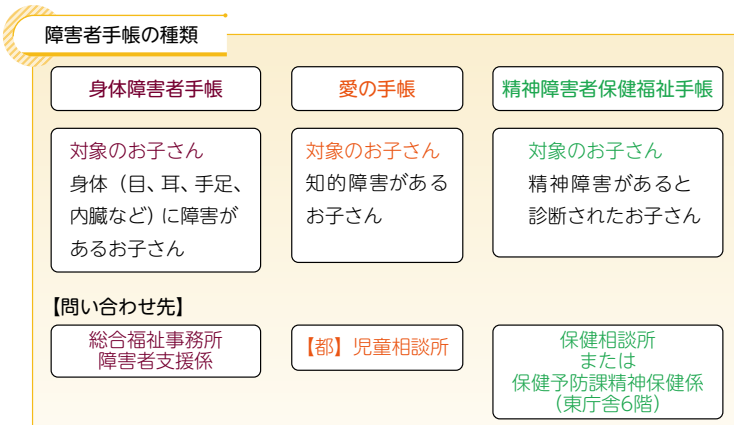 障害者手帳の種類
身体障害者手帳
対象のお子さん
身体（目、耳、手足、
内臓など）に障害が
あるお子さん
愛の手帳
対象のお子さん
知的障害がある
お子さん
精神障害者保健福祉手帳
対象のお子さん
精神障害があると
診断されたお子さん
【問い合わせ先】
総合福祉事務所
障害者支援係
【都】児童相談所
保健相談所
または
保健予防課精神保健係
（東庁舎6階）